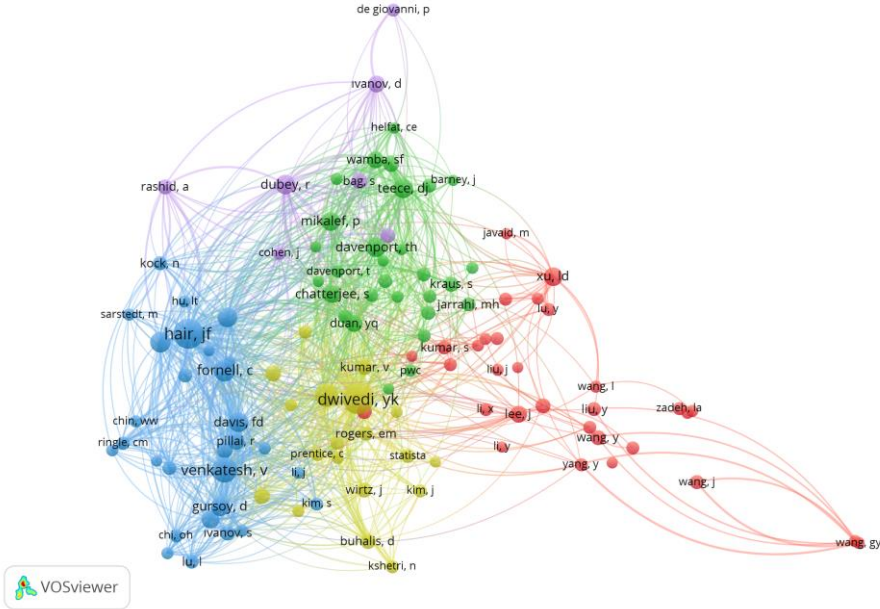 de giovanni, p
ivanov, d
helfat, ce
wamba, sf
rashid, a
dubey, r
bag, s
teece, dj
barney, j
mikalef, p
javaid, m
cohen, j
davenport, th
kock, n
davenport, t
xu, ld
hu, lt
chatterjee, s
kraus, s
jarrahi, mh
lu, y
sarstedt, m
duan, yq
hair, jf
kumar, s
fornell, c
kumar, v
pwc
liu, j
wang, l
dwivedi, yk
li, x
lee, j
liu, y
zadeh, la
chin, ww
davis, fd
rogers, em
ringle, cm
pillai, r
li, y
wang, y
prentice, c
statista
venkatesh, v
li, j
yang, y
wang, j
wirtz, j
kim, j
gursoy, d
kim, s
chi, oh
ivanov, s
buhalis, d
wang, gy
lu, l
kshetri, n
VOSviewer